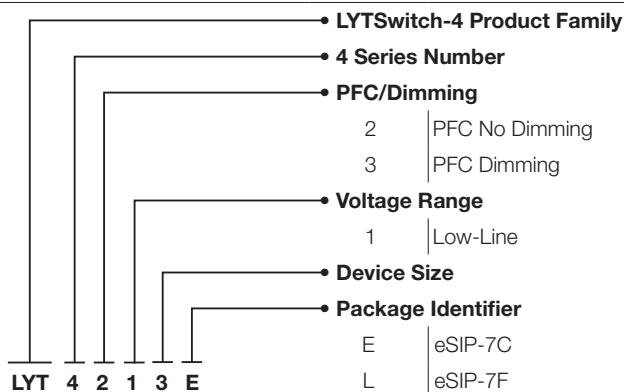 LYTSwitch-4 Product Family
4 Series Number
PFC/Dimming
2 PFC No Dimming
3 PFC Dimming
Voltage Range
1 Low-Line
Device Size
Package Identifier
E eSIP-7C
L eSIP-7F
LYT 4 2 1 3 E